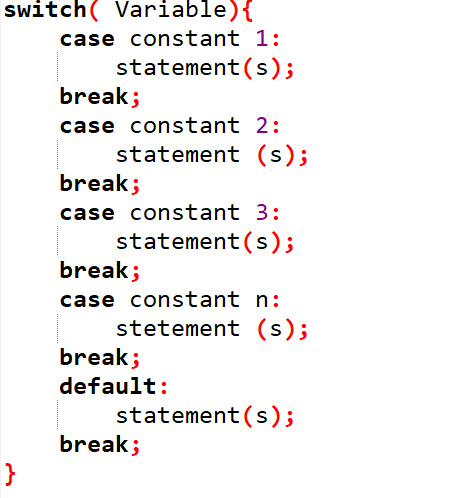 switch( Variable){
case constant 1:
statement(s);
break;
case constant 2:
statement (s);
break;
case constant 3:
statement(s);
break;
case constant n:
stetement (s);
break;
default:
statement(s);
break;
}